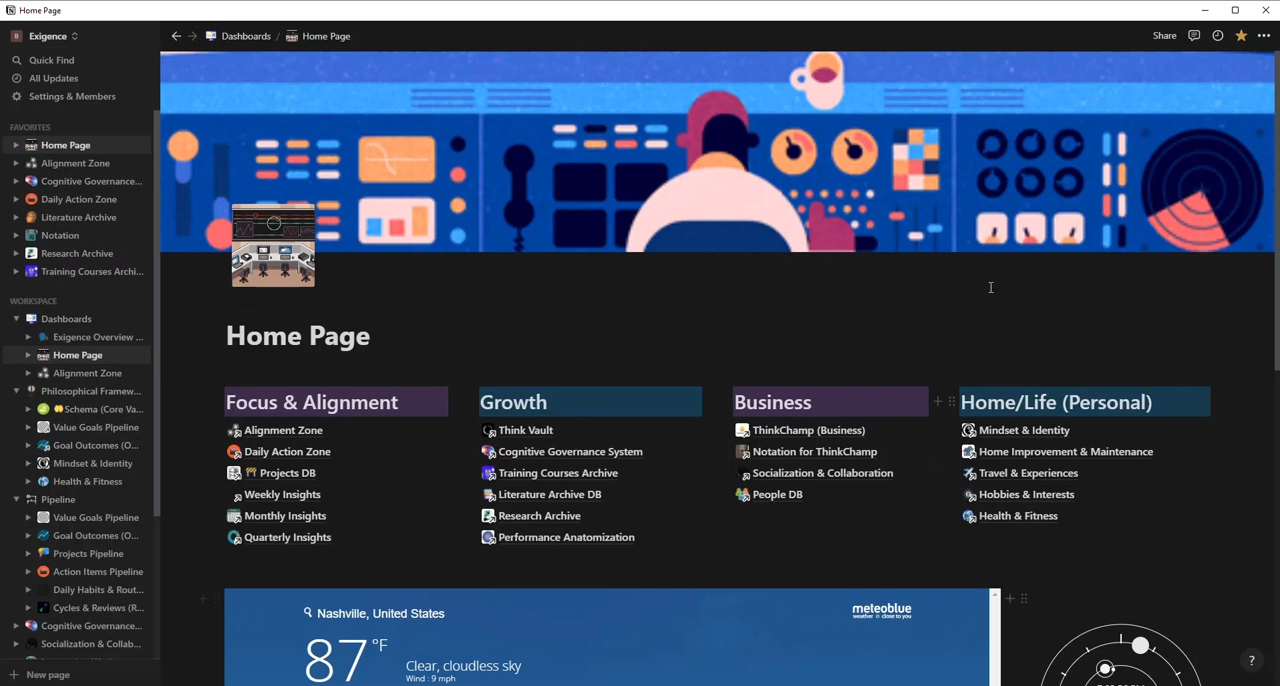 Home Page
B Exigence
Dashboards / Home Page
Share
Quick Find
All Updates
Settings & Members
FAVORITES
Home Page
Alignment Zone
Cognitive Governance...
Daily Action Zone
Literature Archive
Notation
Research Archive
Training Courses Archi...
WORKSPACE
Dashboards
Exigence Overview ...
Home Page
Alignment Zone
Philosophical Framew...
Schema (Core Va...
Value Goals Pipeline
Goal Outcomes (O...
Mindset & Identity
Health & Fitness
Pipeline
Value Goals Pipeline
Goal Outcomes (O...
Projects Pipeline
Action Items Pipeline
Daily Habits & Rout...
Cycles & Reviews (R...
Cognitive Governance...
Socialization & Collab...
New page
Home Page
Focus & Alignment
Alignment Zone
Daily Action Zone
Projects DB
Weekly Insights
Monthly Insights
Quarterly Insights
Growth
Think Vault
Cognitive Governance System
Training Courses Archive
Literature Archive DB
Research Archive
Performance Anatomization
Business
ThinkChamp (Business)
Notation for ThinkChamp
Socialization & Collaboration
People DB
Home/Life (Personal)
Mindset & Identity
Home Improvement & Maintenance
Travel & Experiences
Hobbies & Interests
Health & Fitness
Nashville, United States
meteoblue
weather close to you
87 °F
Clear, cloudless sky
Wind : 9 mph
?